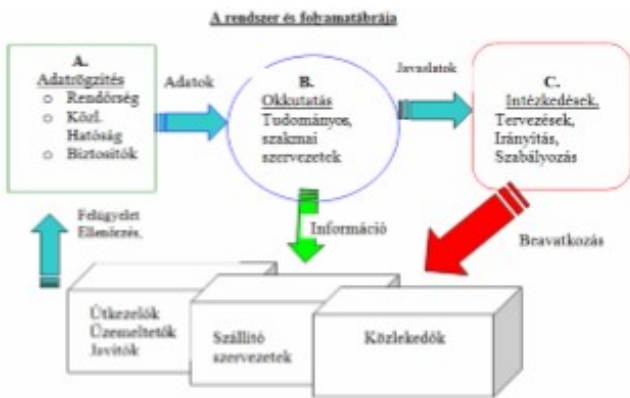 A rendszer és folyamatábrája
A.
Adatrögzítés
o Rendőrség
o Közl.
Hatóság
o Biztosítók
Adatok
B.
Okkutatás
Tudományos,
szakmai
szervezetek
Javaslatok
C.
Intézkedések,
Tervezések,
Irányítás,
Szabályozás
Felügyelet
Ellenőrzés,
Információ
Beavatkozás
Útkezelők
Üzemeltetők
Javítók
Szállító
szervezetek
Közlekedők